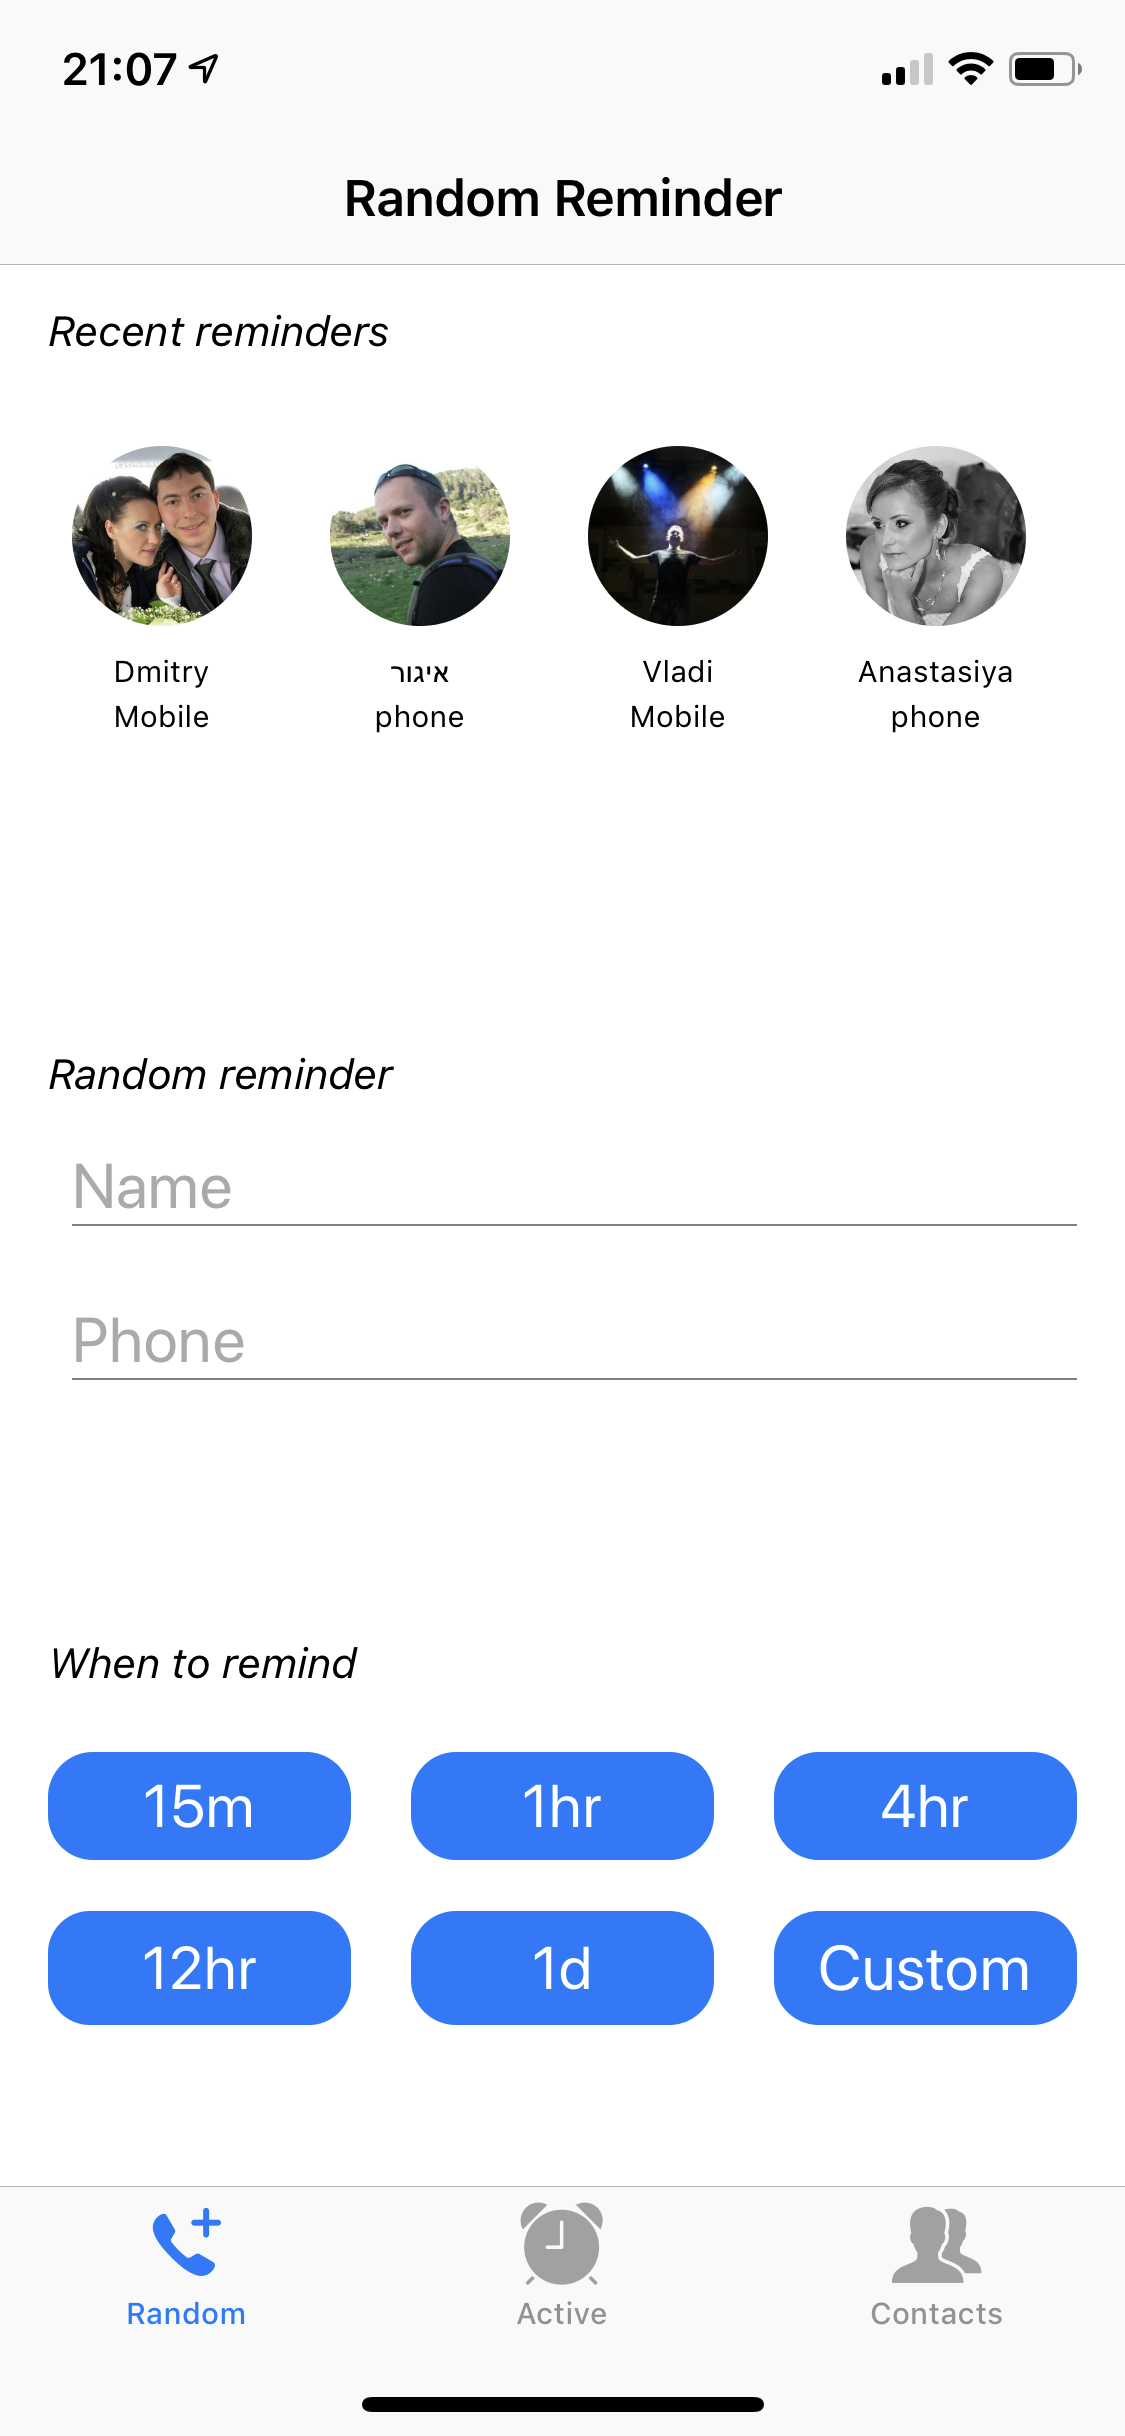 21:07
Random Reminder
Recent reminders
Dmitry
Mobile
איגור
phone
Vladi
Mobile
Anastasiya
phone
Random reminder
Name
Phone
When to remind
15m
1hr
4hr
12hr
1d
Custom
Random
Active
Contacts